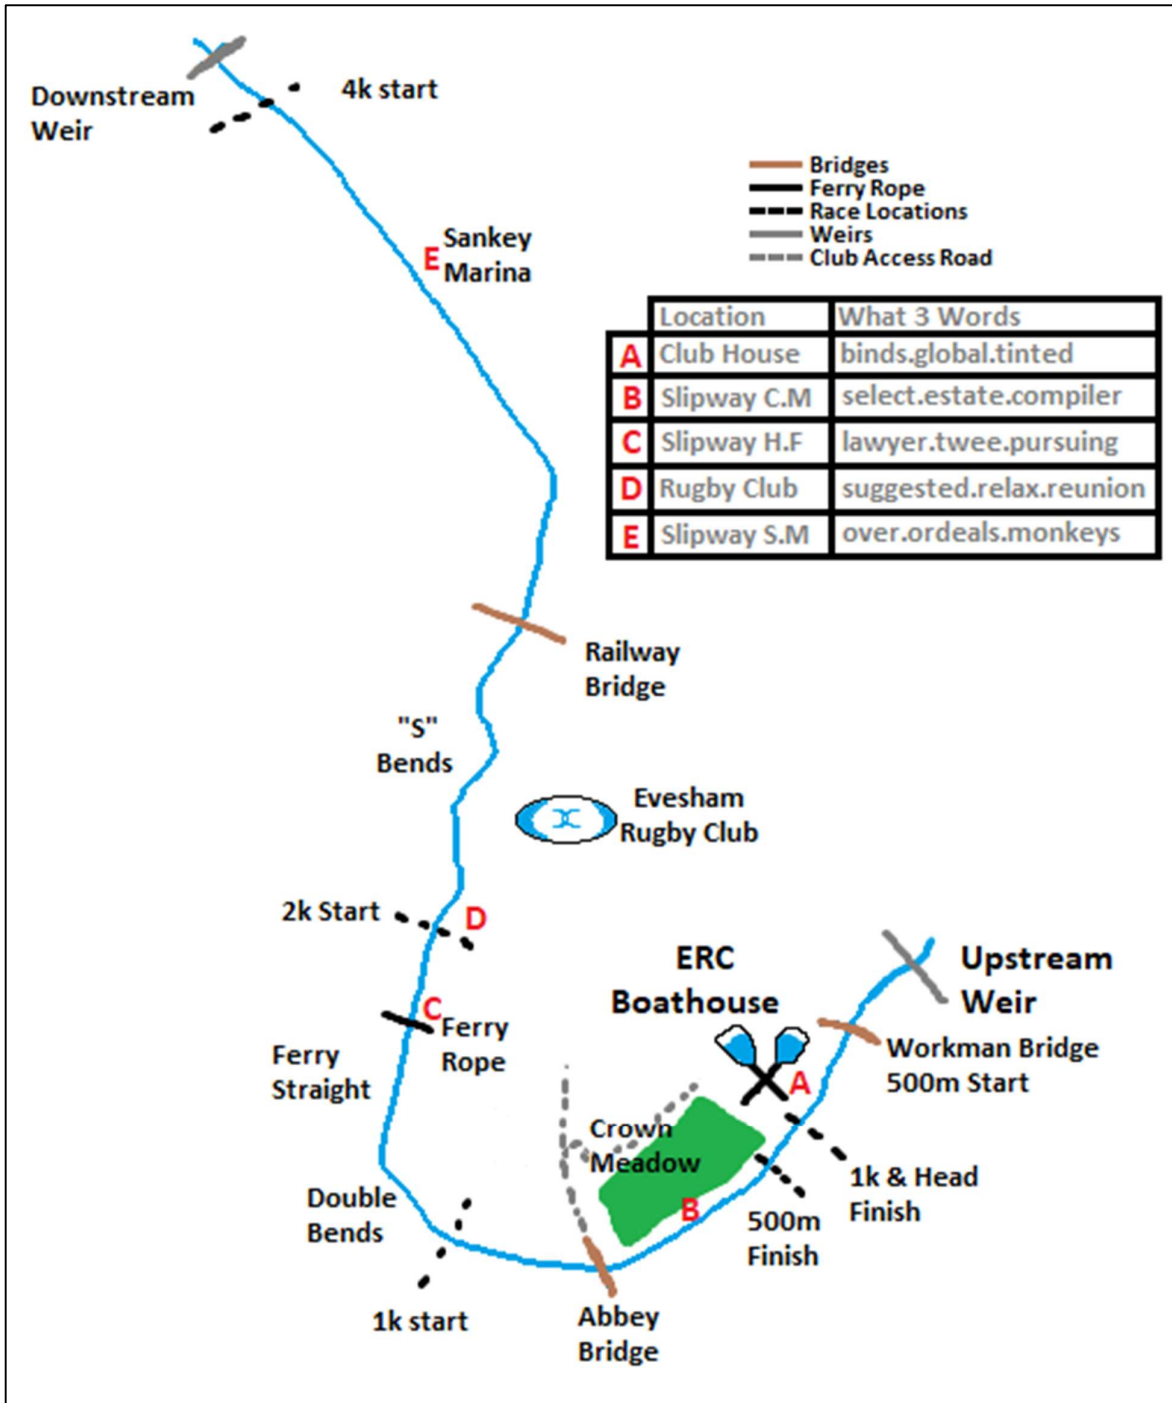 Downstream
Weir
4k start
Bridges
Ferry Rope
Race Locations
Weirs
Club Access Road
Sankey
Marina
E
Location What 3 Words
A Club House binds.global.tinted
B Slipway C.M select.estate.compiler
C Slipway H.F lawyer.twee.pursuing
D Rugby Club suggested.relax.reunion
E Slipway S.M over.ordeals.monkeys
Railway
Bridge
"S"
Bends
Evesham
Rugby Club
2k Start
D
ERC
Boathouse
Upstream
Weir
C
Ferry
Rope
Ferry
Straight
Workman Bridge
500m Start
A
Crown
Meadow
B
1k & Head
Finish
500m
Finish
Double
Bends
1k start
Abbey
Bridge